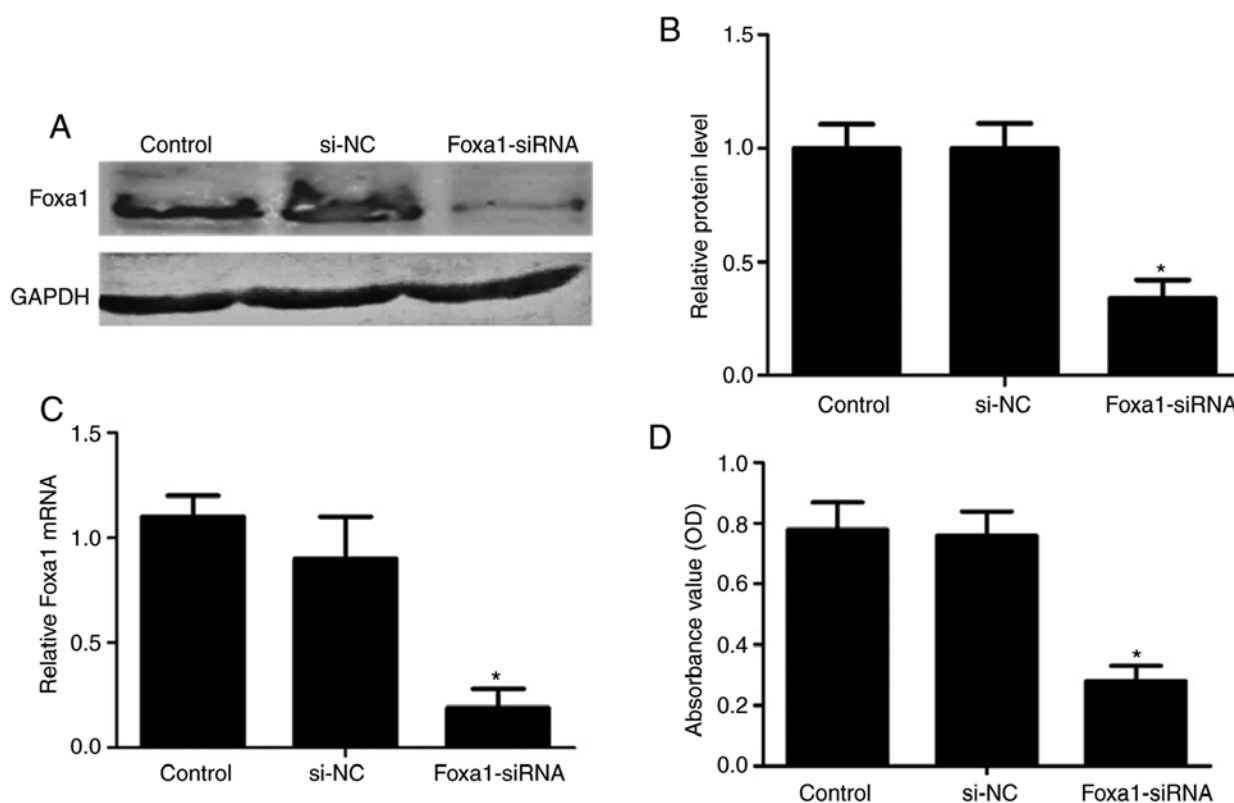 A
Control si-NC Foxa1-siRNA
Foxa1
GAPDH
B
Relative protein level
1.5
1.0
0.5
0.0
*
Control si-NC Foxa1-siRNA
C
Relative Foxa1 mRNA
1.5
1.0
0.5
0.0
*
Control si-NC Foxa1-siRNA
D
Absorbance value (OD)
1.0
0.8
0.6
0.4
0.2
0.0
*
Control si-NC Foxa1-siRNA